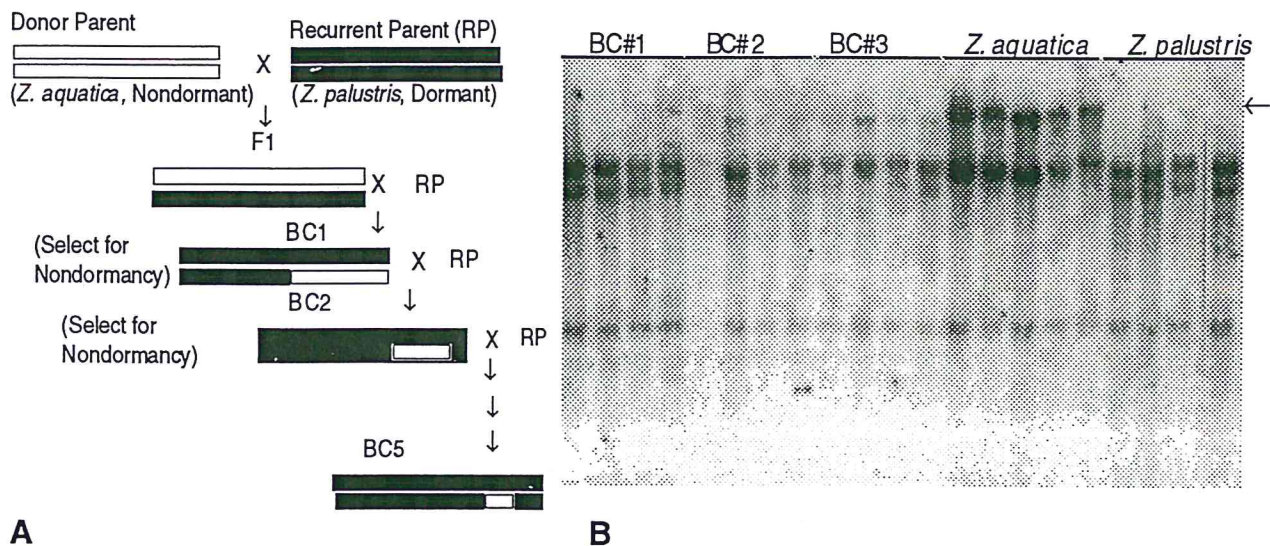 Donor Parent
Recurrent Parent (RP)
X
(Z. aquatica, Nondormant)
(Z. palustris, Dormant)
F1
X RP
BC1
(Select for
Nondormancy)
X RP
BC2
(Select for
Nondormancy)
X RP
BC5
A
BC#1 BC#2 BC#3 Z. aquatica Z. palustris
B